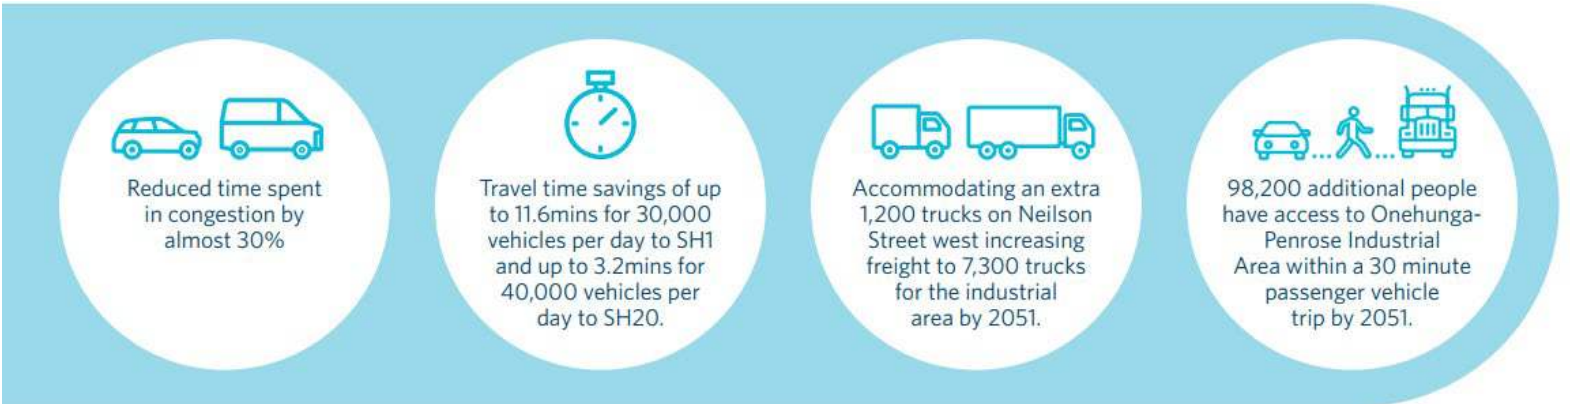 Reduced time spent
in congestion by
almost 30%
Travel time savings of up
to 11.6mins for 30,000
vehicles per day to SH1
and up to 3.2mins for
40,000 vehicles per
day to SH20.
Accommodating an extra
1,200 trucks on Neilson
Street west increasing
freight to 7,300 trucks
for the industrial
area by 2051.
98,200 additional people
have access to Onehunga-
Penrose Industrial
Area within a 30 minute
passenger vehicle
trip by 2051.